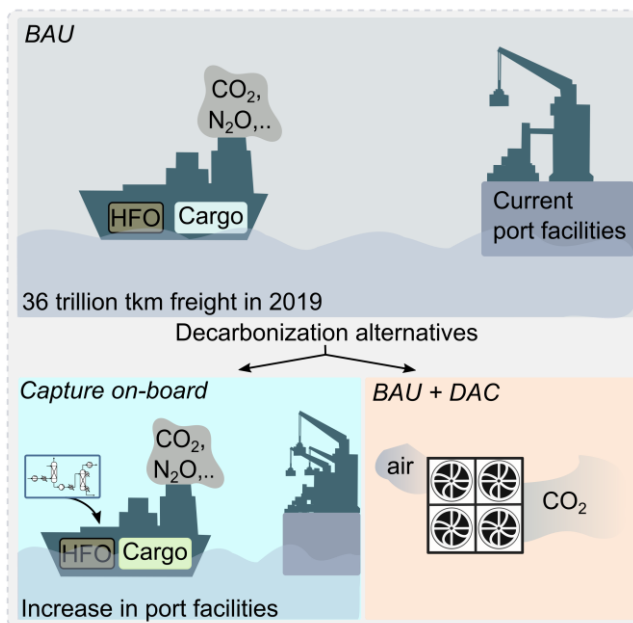 BAU
CO₂,
N₂O,..
HFO
Cargo
Current
port facilities
36 trillion tkm freight in 2019
Decarbonization alternatives
Capture on-board
CO₂,
N₂O,..
HFO
Cargo
Increase in port facilities
BAU + DAC
air
CO₂